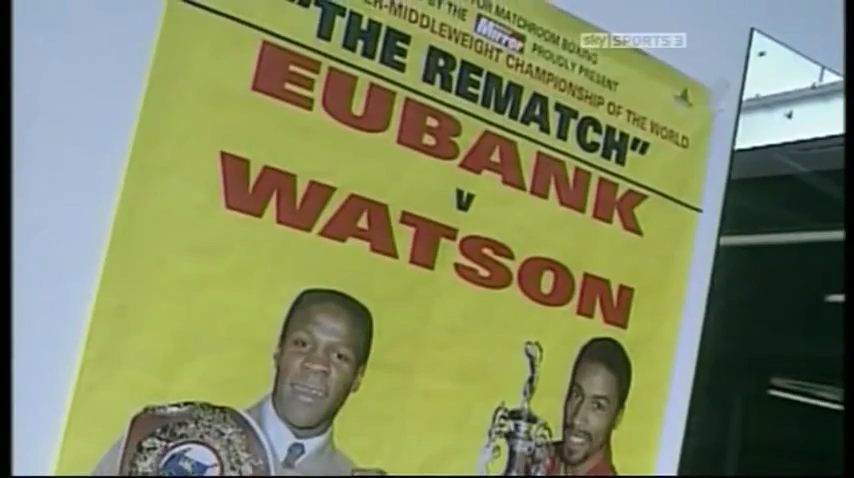 FOR MATCHROOM BOXING
BY THE Mirror PROUDLY PRESENT
ER-MIDDLEWEIGHT CHAMPIONSHIP OF THE WORLD
"THE REMATCH"
EUBANK
v
WATSON
sky SPORTS 3